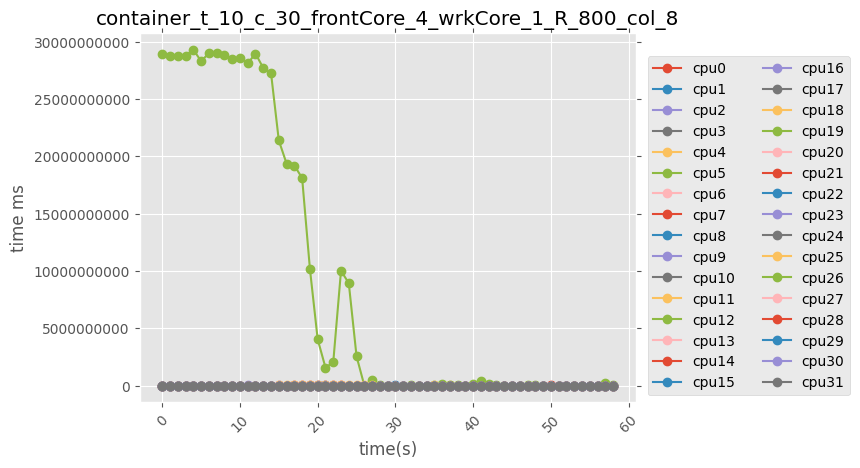 container_t_10_c_30_frontCore_4_wrkCore_1_R_800_col_8
30000000000
25000000000
20000000000
15000000000
10000000000
5000000000
0
time ms
0
10
20
30
40
50
60
time(s)
cpu0
cpu1
cpu2
cpu3
cpu4
cpu5
cpu6
cpu7
cpu8
cpu9
cpu10
cpu11
cpu12
cpu13
cpu14
cpu15
cpu16
cpu17
cpu18
cpu19
cpu20
cpu21
cpu22
cpu23
cpu24
cpu25
cpu26
cpu27
cpu28
cpu29
cpu30
cpu31